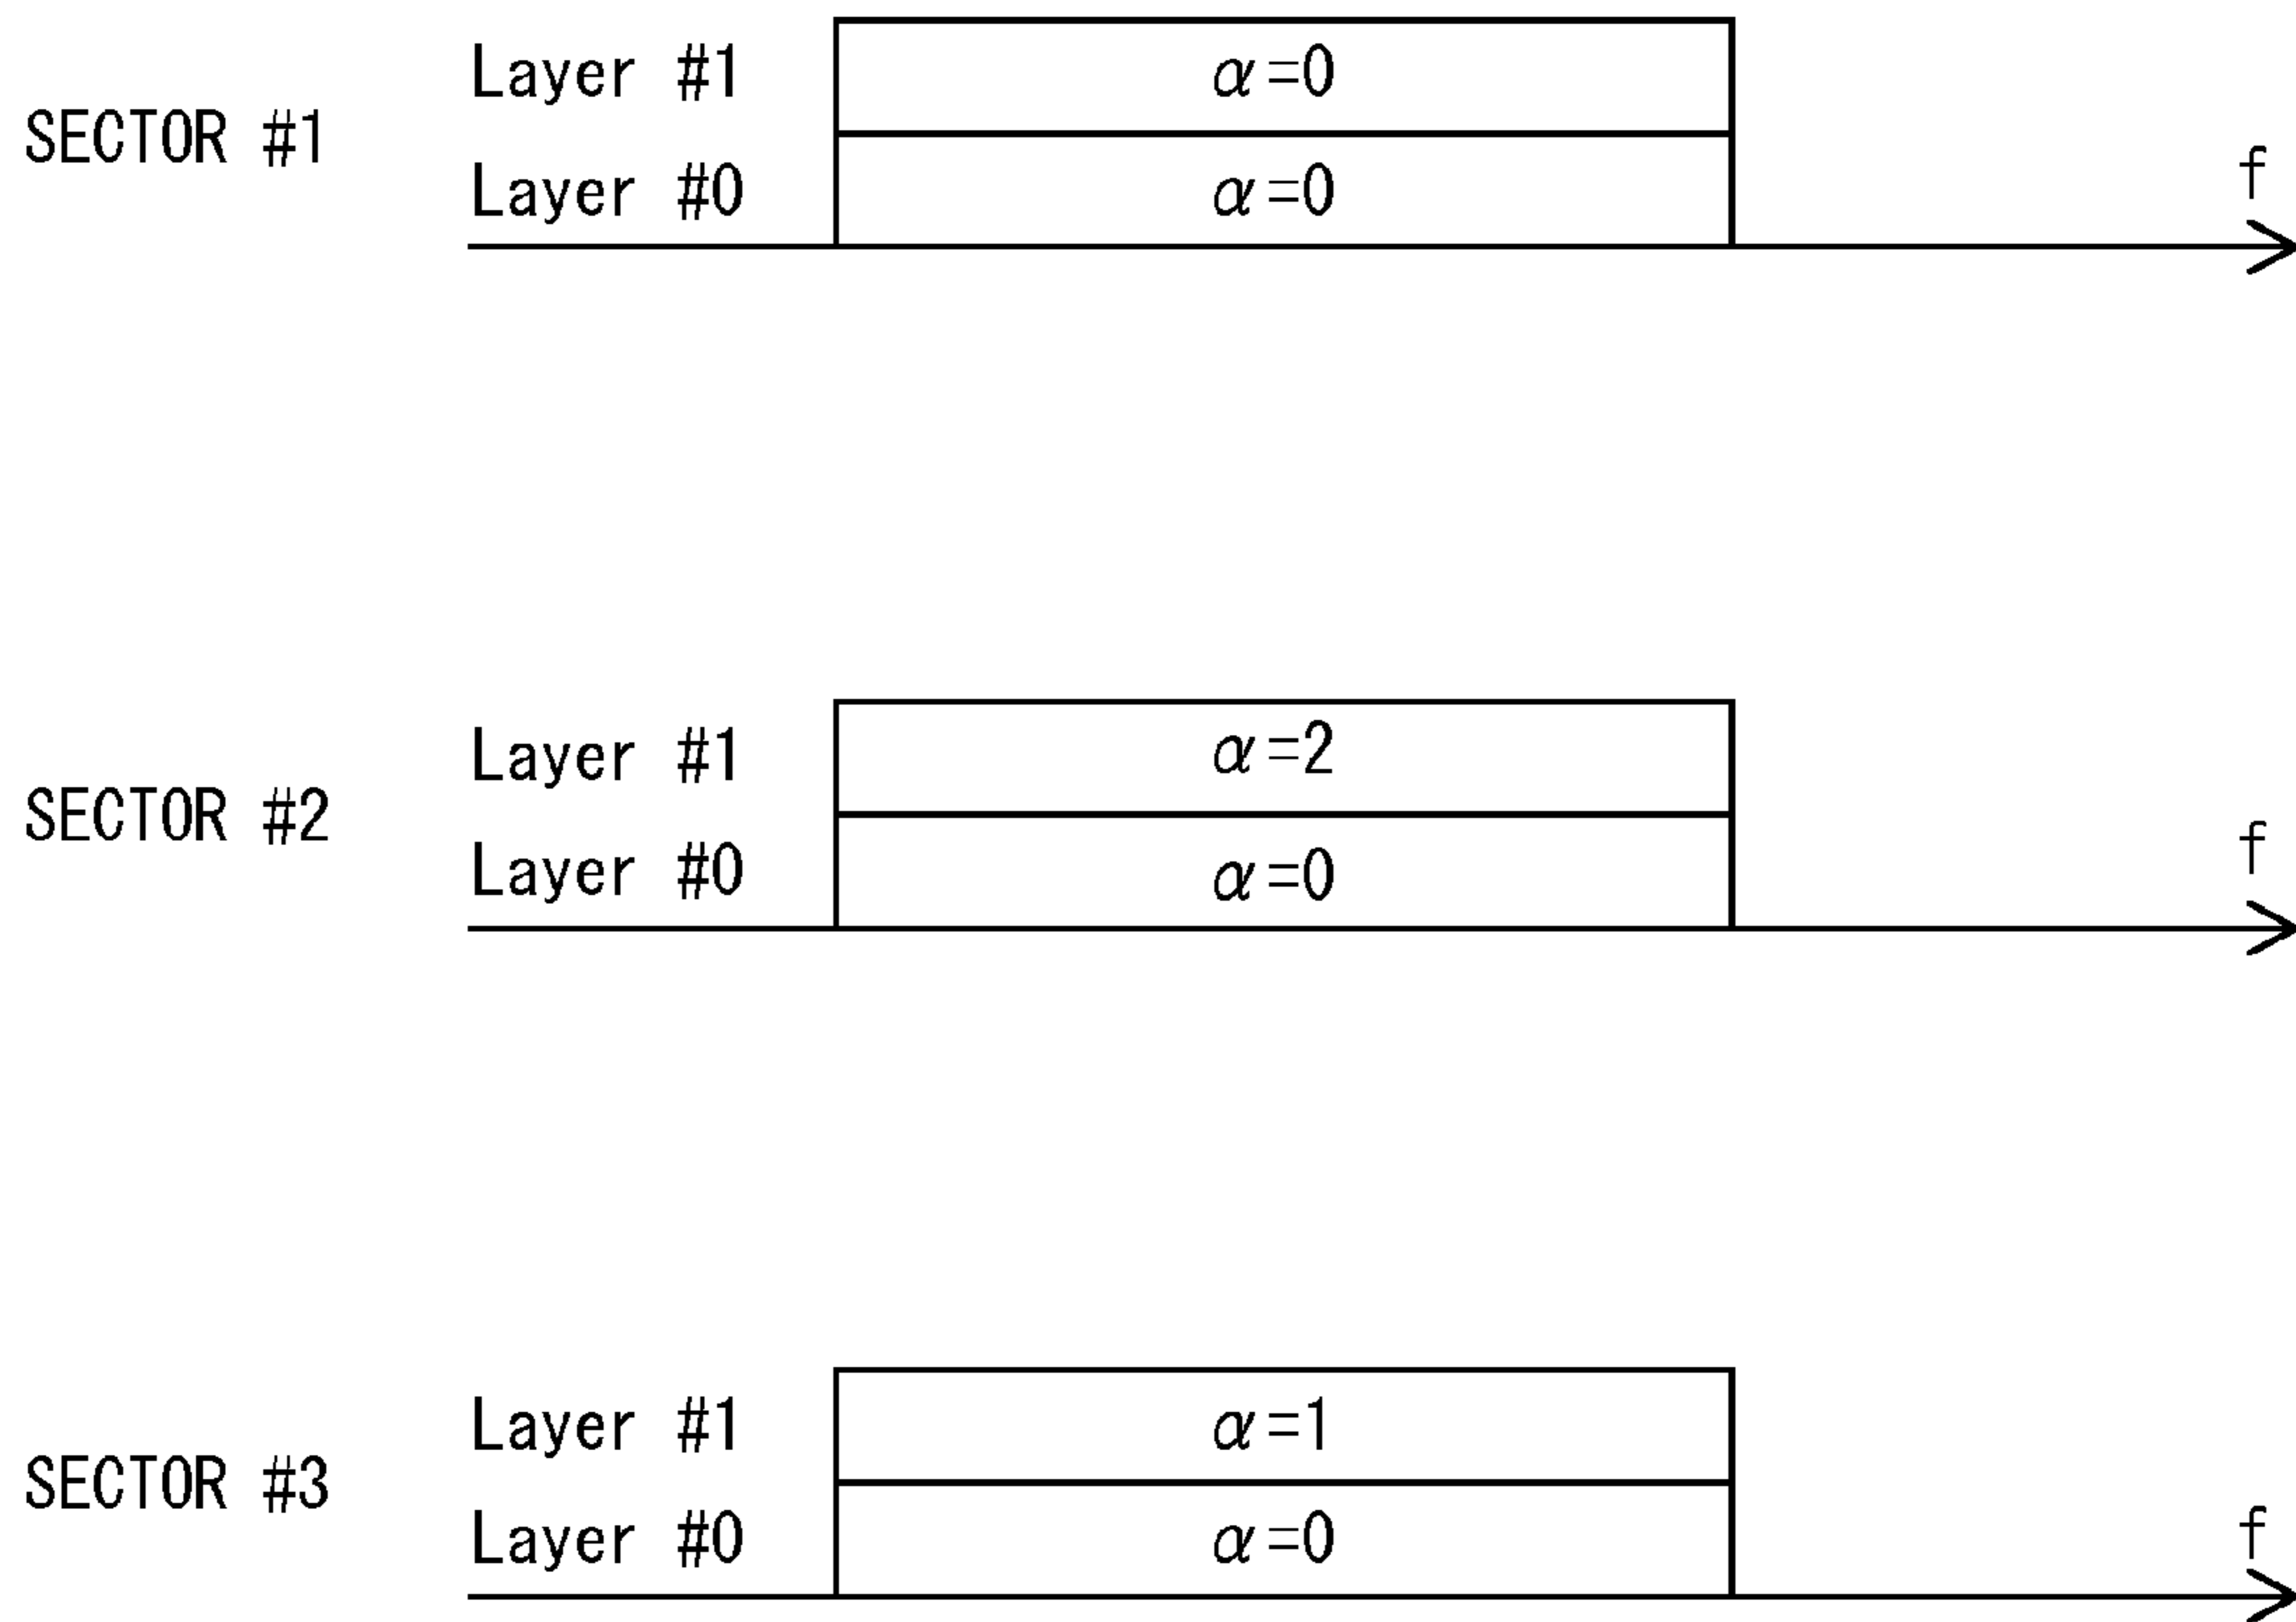 Layer #1 α=0
SECTOR #1
Layer #0 α=0
f
Layer #1 α=2
SECTOR #2
Layer #0 α=0
f
Layer #1 α=1
SECTOR #3
Layer #0 α=0
f